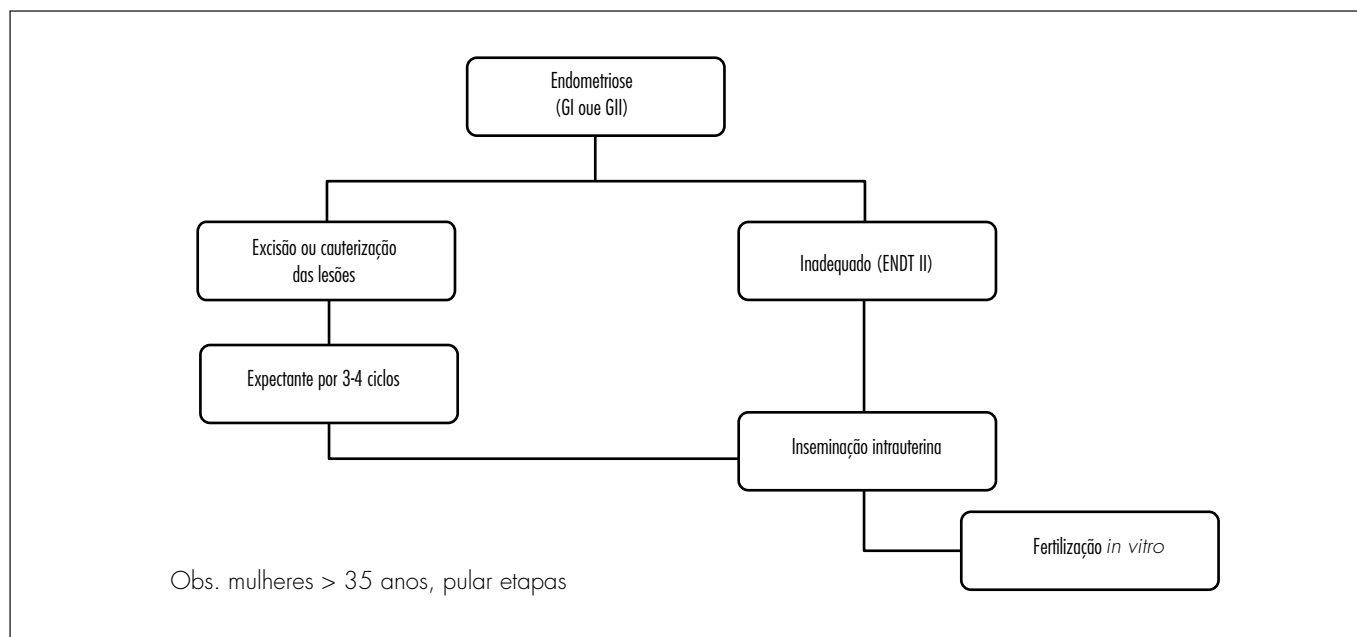 Endometriose
(GI oue GII)
Excisão ou cauterização
das lesões
Inadequado (ENDT II)
Expectante por 3-4 ciclos
Inseminação intrauterina
Fertilização in vitro
Obs. mulheres > 35 anos, pular etapas